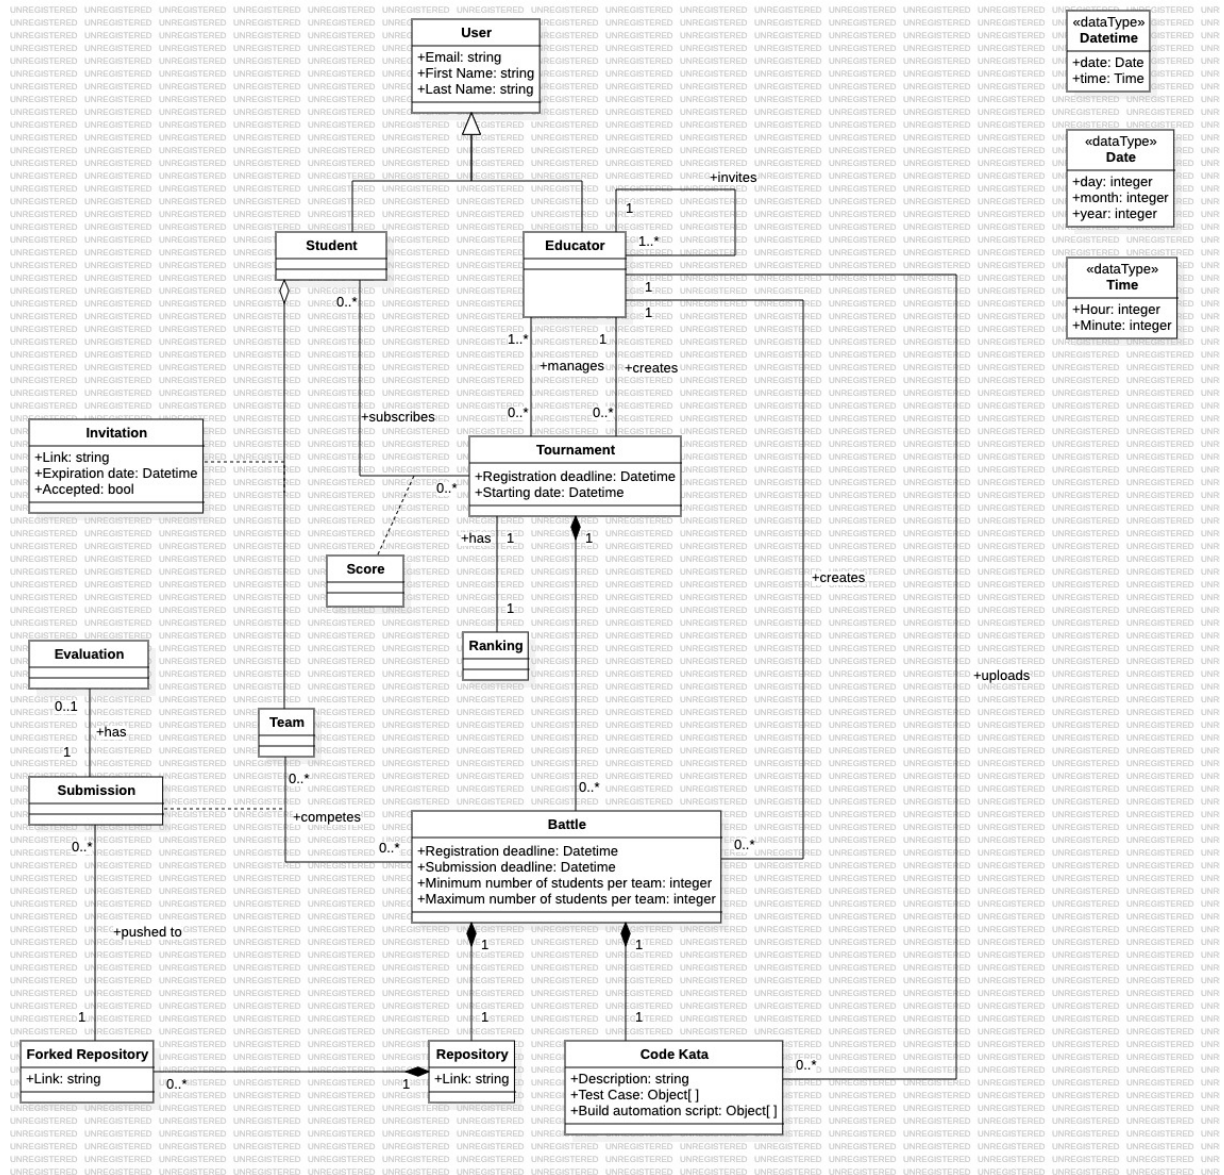 User
+Email: string
+First Name: string
+Last Name: string
«dataType»
Datetime
+date: Date
+time: Time
«dataType»
Date
+day: integer
+month: integer
+year: integer
«dataType»
Time
+Hour: integer
+Minute: integer
+invites
1
1..*
Student
Educator
0..*
1
1
1..*
1
+manages
+creates
0..*
0..*
+subscribes
Invitation
+Link: string
+Expiration date: Datetime
+Accepted: bool
Tournament
+Registration deadline: Datetime
+Starting date: Datetime
0..*
+has
1
1
Score
+creates
1
Ranking
Evaluation
+uploads
0..1
+has
1
Team
0..*
0..*
Submission
+competes
0..*
0..*
Battle
+Registration deadline: Datetime
+Submission deadline: Datetime
+Minimum number of students per team: integer
+Maximum number of students per team: integer
0..*
+pushed to
1
1
1
1
1
Forked Repository
+Link: string
0..*
1
Repository
+Link: string
Code Kata
+Description: string
+Test Case: Object[ ]
+Build automation script: Object[ ]
0..*